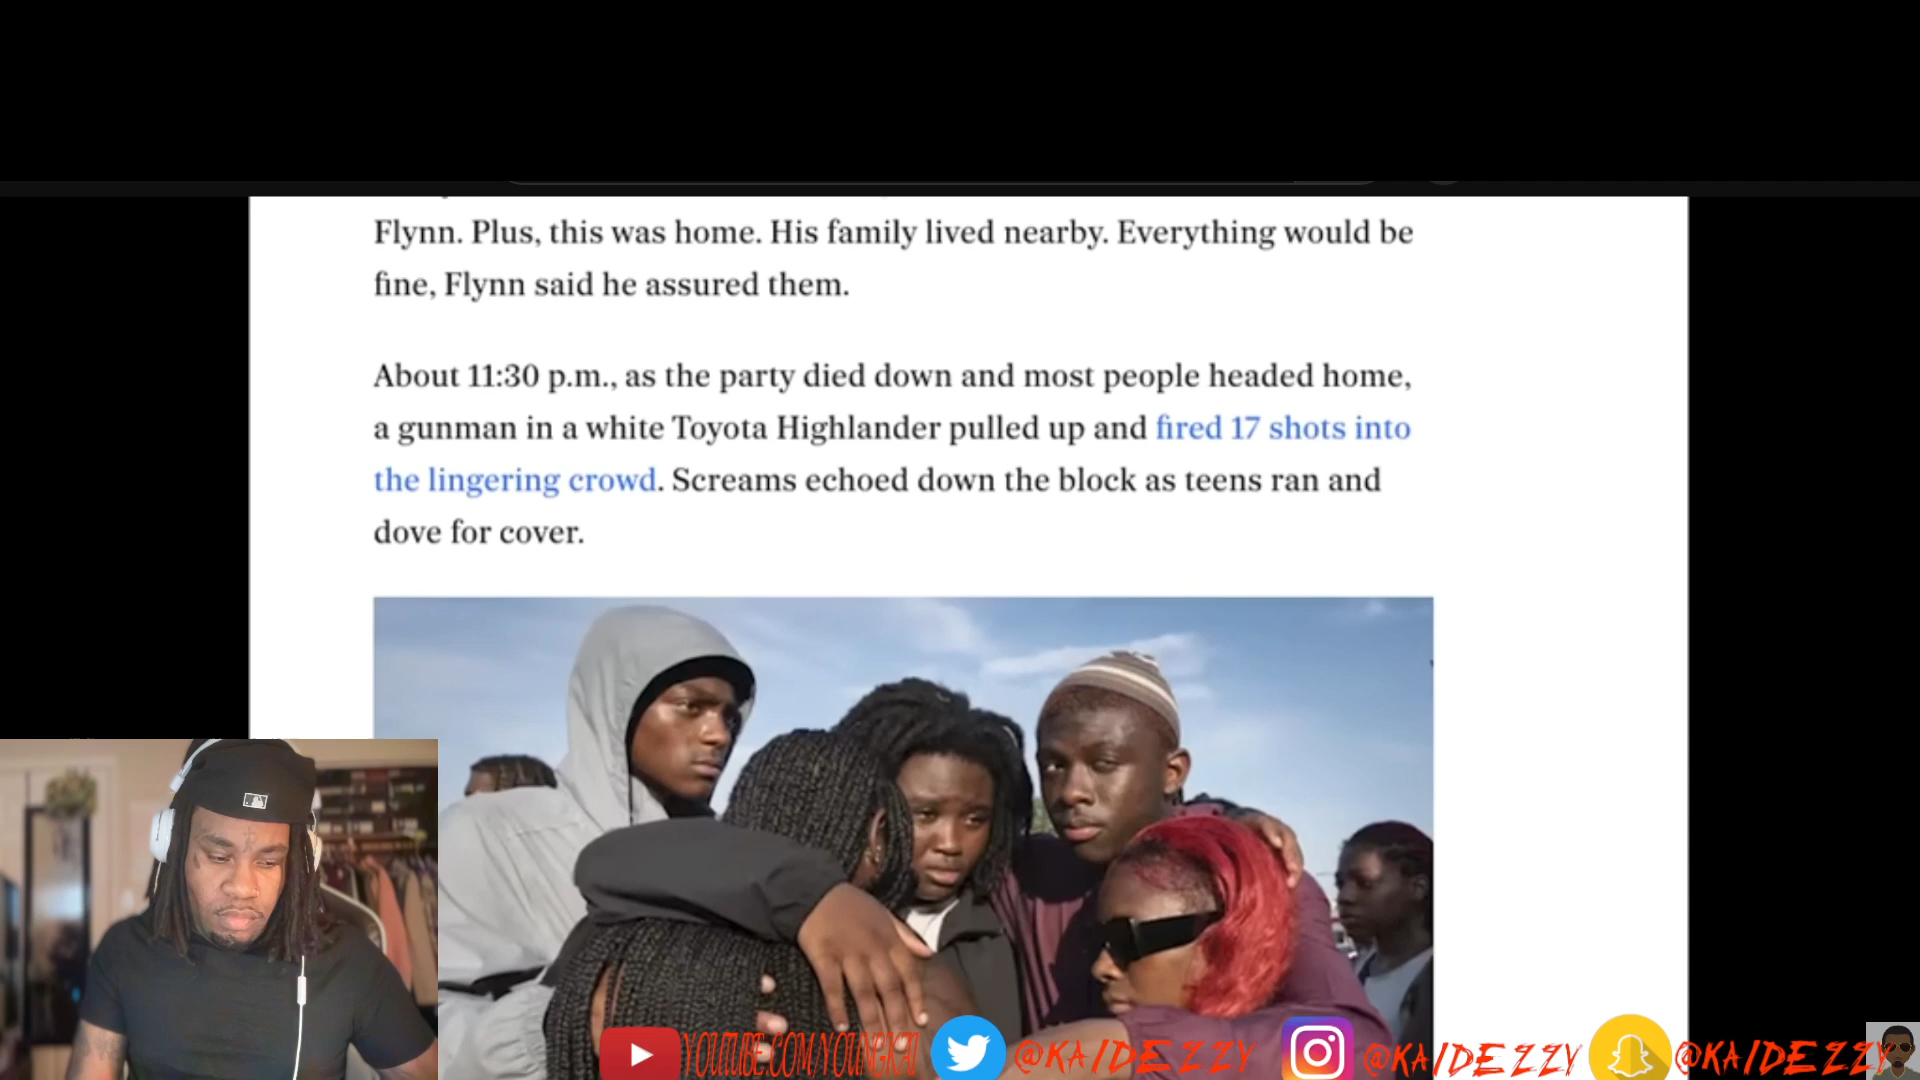 Flynn. Plus, this was home. His family lived nearby. Everything would be
fine, Flynn said he assured them.
About 11:30 p.m., as the party died down and most people headed home,
a gunman in a white Toyota Highlander pulled up and fired 17 shots into
the lingering crowd. Screams echoed down the block as teens ran and
dove for cover.
YOUTUBE.COM/YOUNGKAI @KAIDEZZY @KAIDEZZY @KAIDEZZY